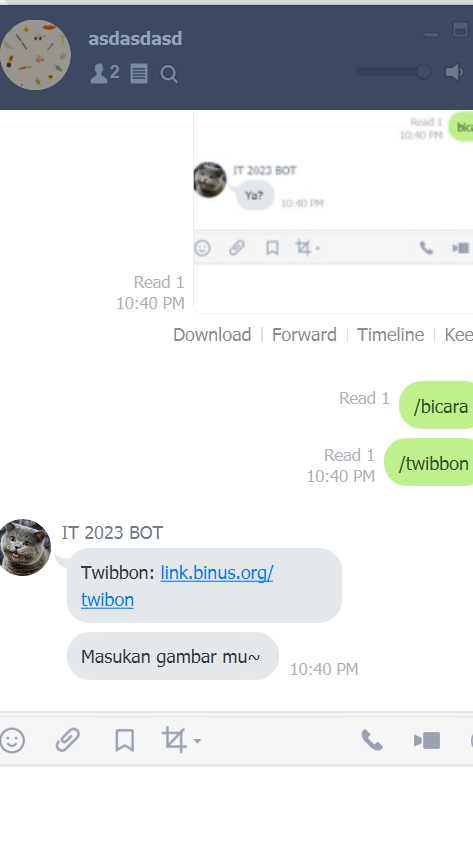 asdasdasd
2
Read 1
10:40 PM
IT 2023 BOT
Ya?
10:40 PM
Read 1
10:40 PM
Download | Forward | Timeline |
Read 1
/bicara
Read 1
10:40 PM
/twibbon
IT 2023 BOT
Twibbon: link.binus.org/
twibon
Masukan gambar mu~
10:40 PM